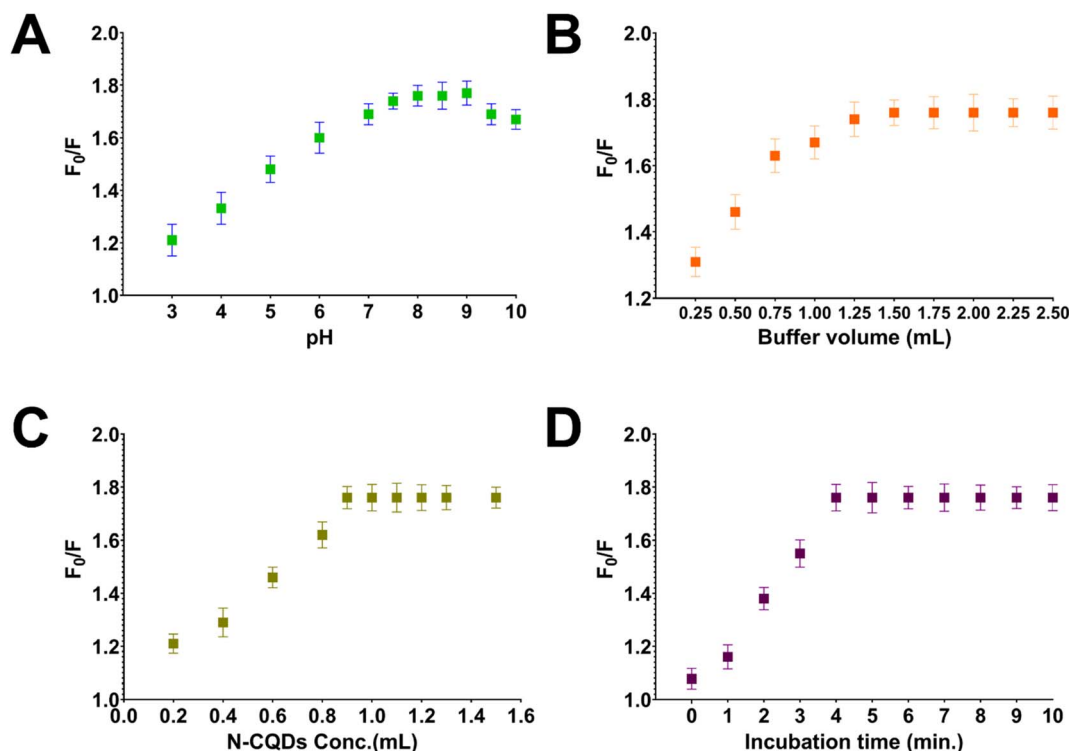 A
2.0
1.8
1.6
1.4
1.2
1.0
F0/F
3 4 5 6 7 8 9 10
pH
B
2.0
1.8
1.6
1.4
1.2
F0/F
0.25 0.50 0.75 1.00 1.25 1.50 1.75 2.00 2.25 2.50
Buffer volume (mL)
C
2.0
1.8
1.6
1.4
1.2
1.0
F0/F
0.0 0.2 0.4 0.6 0.8 1.0 1.2 1.4 1.6
N-CQDs Conc.(mL)
D
2.0
1.8
1.6
1.4
1.2
1.0
F0/F
0 1 2 3 4 5 6 7 8 9 10
Incubation time (min.)